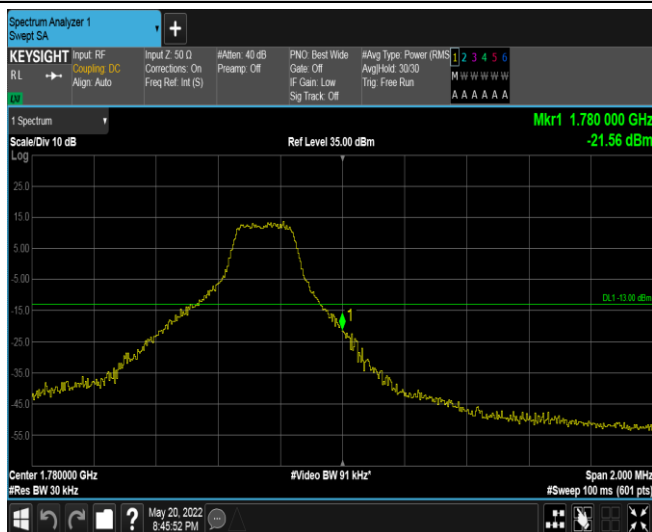 Spectrum Analyzer 1
Swept SA
+
KEYSIGHT
RL
Input: RF
Coupling: DC
Align: Auto
Input Z: 50 Ω
Corrections: On
Freq Ref: Int (S)
#Atten: 40 dB
Preamp: Off
PNO: Best Wide
Gate: Off
IF Gain: Low
Sig Track: Off
#Avg Type: Power (RMS
Avg|Hold: 30/30
Trig: Free Run
1 2 3 4 5 6
M W W W W W
A A A A A A
1 Spectrum
Mkr1 1.780 000 GHz
Scale/Div 10 dB
Ref Level 35.00 dBm
-21.56 dBm
Log
25.0
15.0
5.00
-5.00
DL1 -13.00 dBm
-15.0
1
-25.0
-35.0
-45.0
-55.0
Center 1.780000 GHz
#Video BW 91 kHz*
Span 2.000 MHz
#Res BW 30 kHz
#Sweep 100 ms (601 pts)
?
May 20, 2022
8:45:52 PM